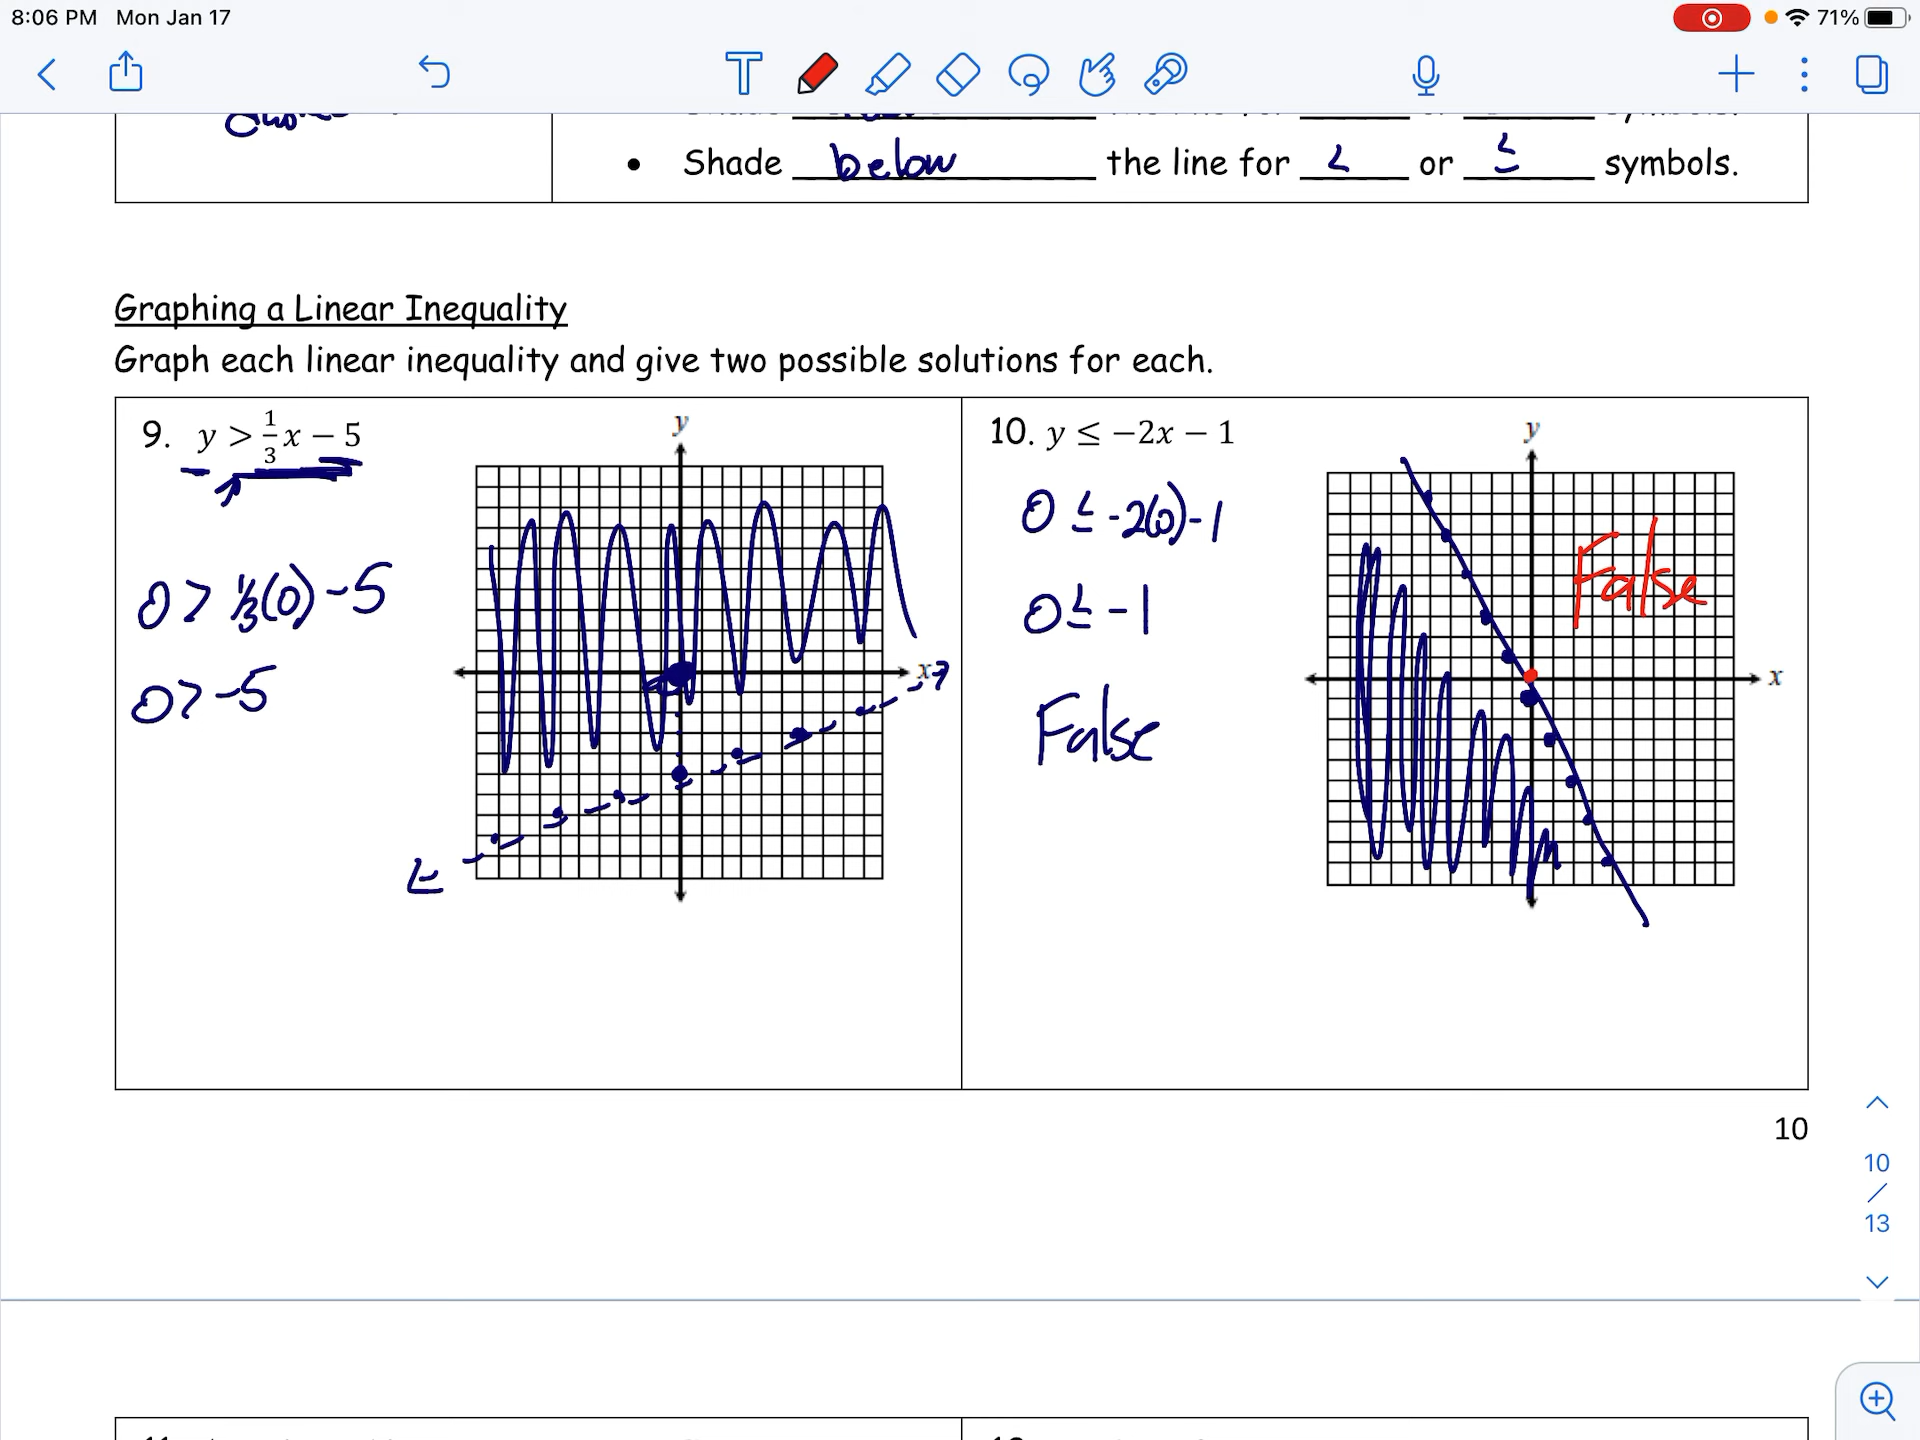 8:06 PM Mon Jan 17 71%
• Shade below the line for < or ≤ symbols.
Graphing a Linear Inequality
Graph each linear inequality and give two possible solutions for each.
9. y > 1/3 x − 5
0 > 1/3(0) - 5
0 > -5
y
x
10. y ≤ −2x − 1
0 ≤ -2(0) - 1
0 ≤ -1
False
y
False
x
10
10
/
13